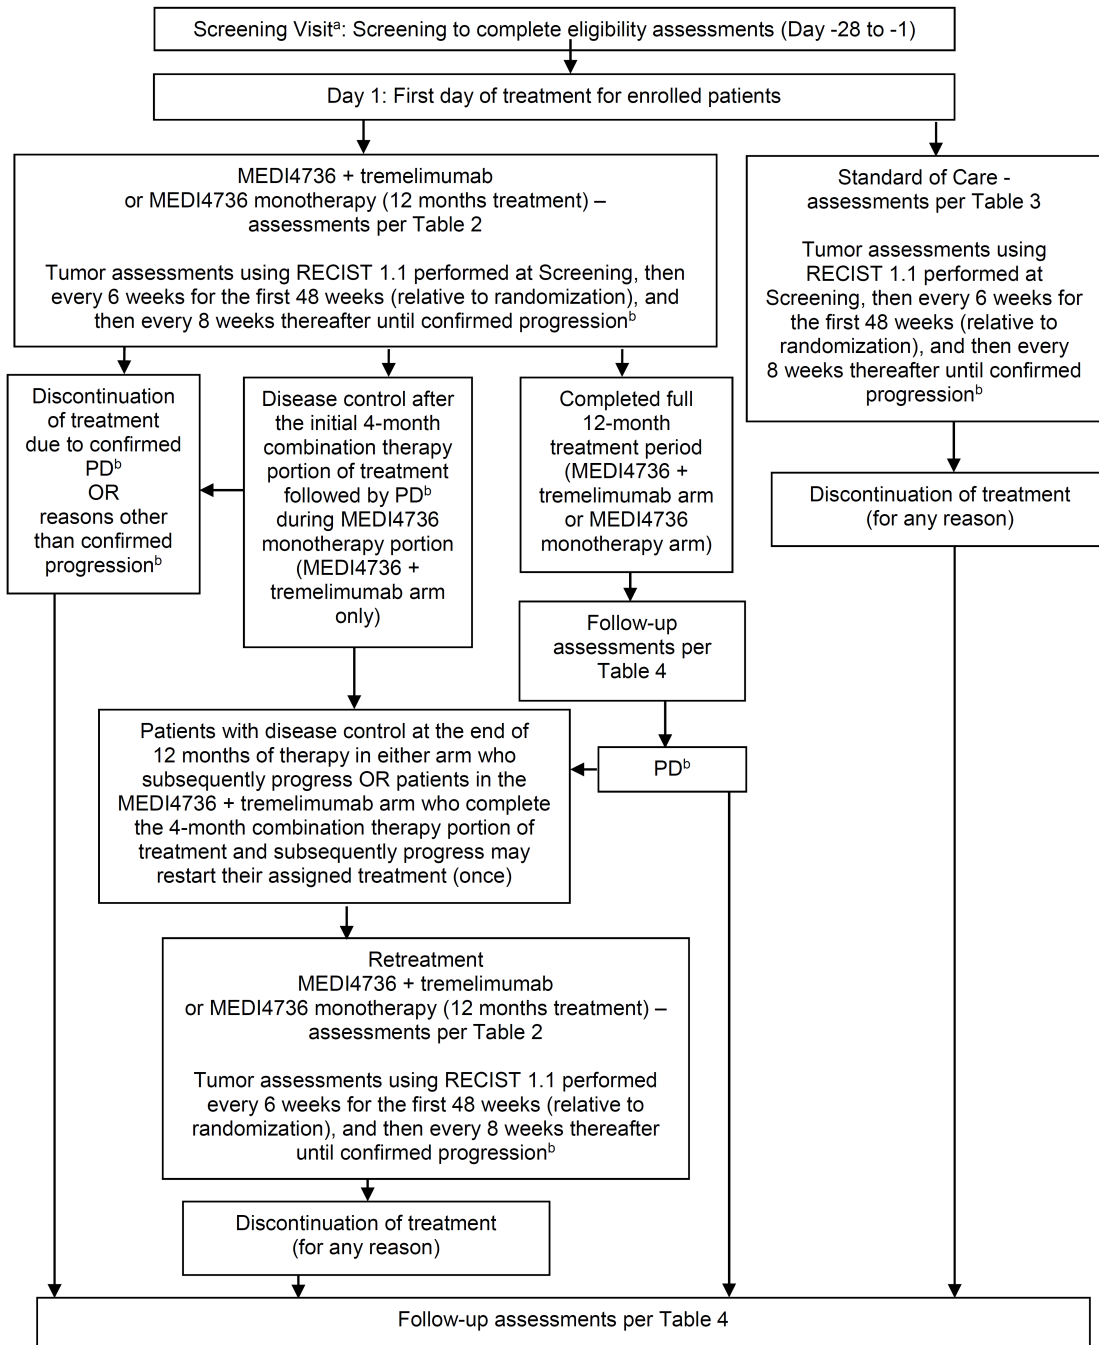 Screening Visitᵃ: Screening to complete eligibility assessments (Day -28 to -1)
Day 1: First day of treatment for enrolled patients
MEDI4736 + tremelimumab
or MEDI4736 monotherapy (12 months treatment) –
assessments per Table 2
Tumor assessments using RECIST 1.1 performed at Screening, then
every 6 weeks for the first 48 weeks (relative to randomization), and
then every 8 weeks thereafter until confirmed progressionᵇ
Standard of Care -
assessments per Table 3
Tumor assessments using
RECIST 1.1 performed at
Screening, then every 6 weeks for
the first 48 weeks (relative to
randomization), and then every
8 weeks thereafter until confirmed
progressionᵇ
Discontinuation
of treatment
due to confirmed
PDᵇ
OR
reasons other
than confirmed
progressionᵇ
Disease control after
the initial 4-month
combination therapy
portion of treatment
followed by PDᵇ
during MEDI4736
monotherapy portion
(MEDI4736 +
tremelimumab arm
only)
Completed full
12-month
treatment period
(MEDI4736 +
tremelimumab arm
or MEDI4736
monotherapy arm)
Discontinuation of treatment
(for any reason)
Follow-up
assessments per
Table 4
Patients with disease control at the end of
12 months of therapy in either arm who
subsequently progress OR patients in the
MEDI4736 + tremelimumab arm who complete
the 4-month combination therapy portion of
treatment and subsequently progress may
restart their assigned treatment (once)
PDᵇ
Retreatment
MEDI4736 + tremelimumab
or MEDI4736 monotherapy (12 months treatment) –
assessments per Table 2
Tumor assessments using RECIST 1.1 performed
every 6 weeks for the first 48 weeks (relative to
randomization), and then every 8 weeks thereafter
until confirmed progressionᵇ
Discontinuation of treatment
(for any reason)
Follow-up assessments per Table 4